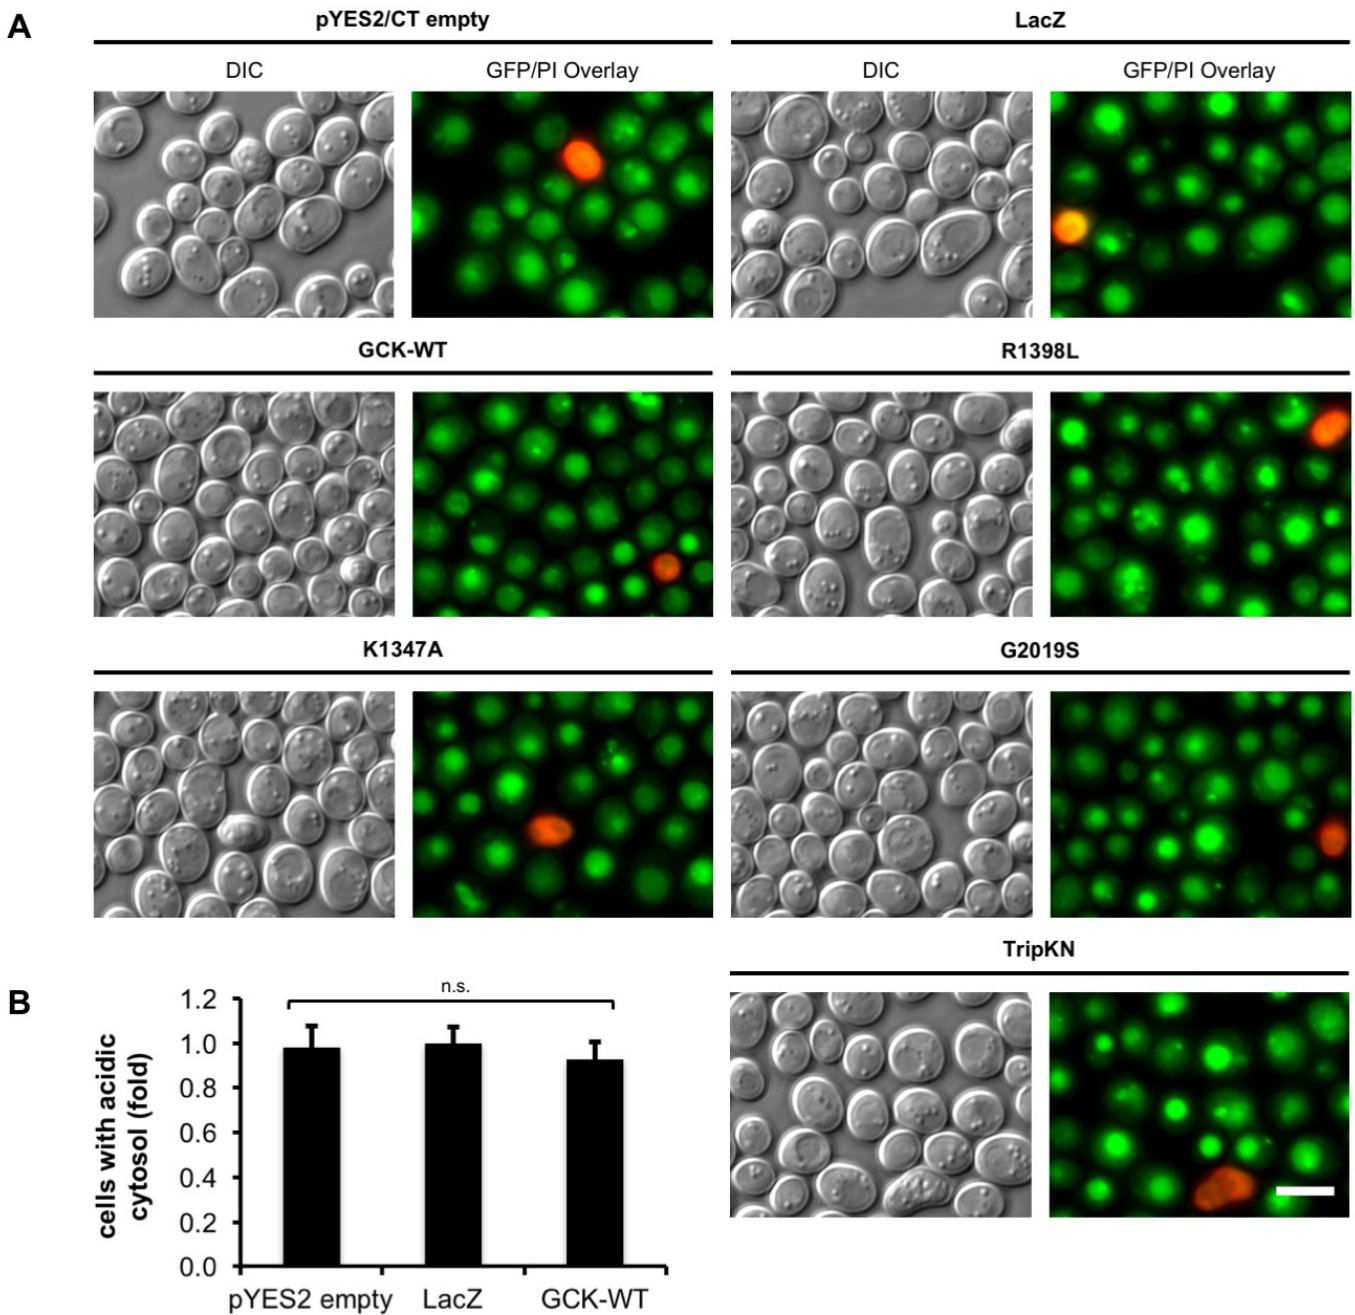 A
pYES2/CT empty
LacZ
DIC
GFP/PI Overlay
DIC
GFP/PI Overlay
GCK-WT
R1398L
K1347A
G2019S
TripKN
B
n.s.
cells with acidic
cytosol (fold)
1.2
1.0
0.8
0.6
0.4
0.2
0.0
pYES2 empty
LacZ
GCK-WT